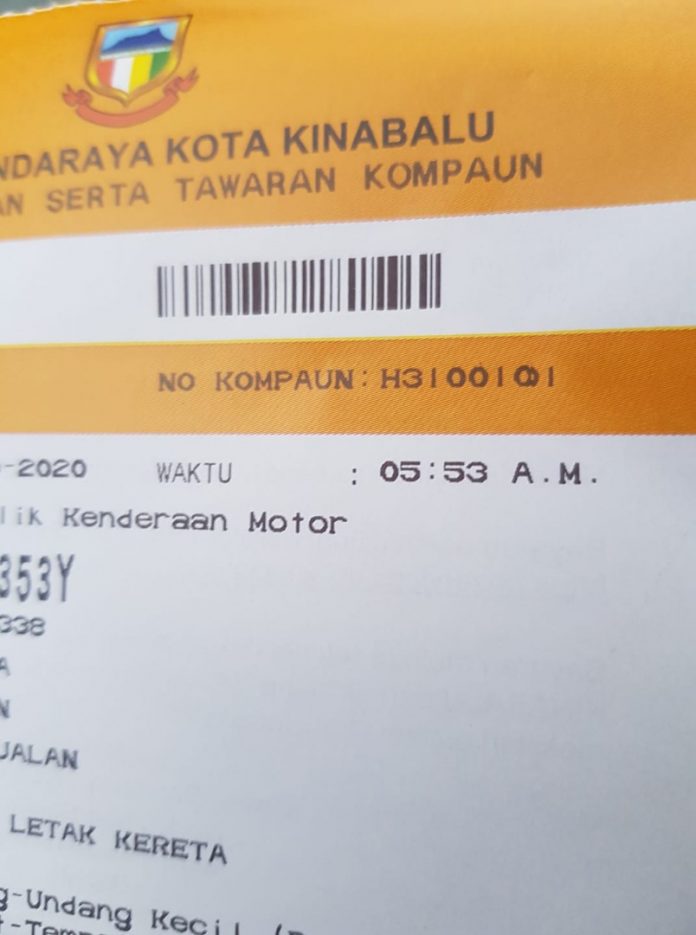 NDARAYA KOTA KINABALU
AN SERTA TAWARAN KOMPAUN
NO KOMPAUN: H3100101
-2020 WAKTU : 05:53 A.M.
lik Kenderaan Motor
353Y
338
A
N
JALAN
LETAK KERETA
g-Undang Kecil